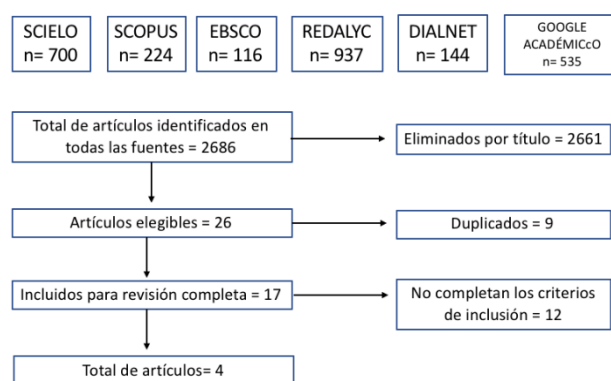 SCIELO
n= 700
SCOPUS
n= 224
EBSCO
n= 116
REDALYC
n= 937
DIALNET
n= 144
GOOGLE
ACADÉMICcO
n= 535
Total de artículos identificados en
todas las fuentes = 2686
Eliminados por título = 2661
Artículos elegibles = 26
Duplicados = 9
Incluidos para revisión completa = 17
No completan los criterios
de inclusión = 12
Total de artículos= 4